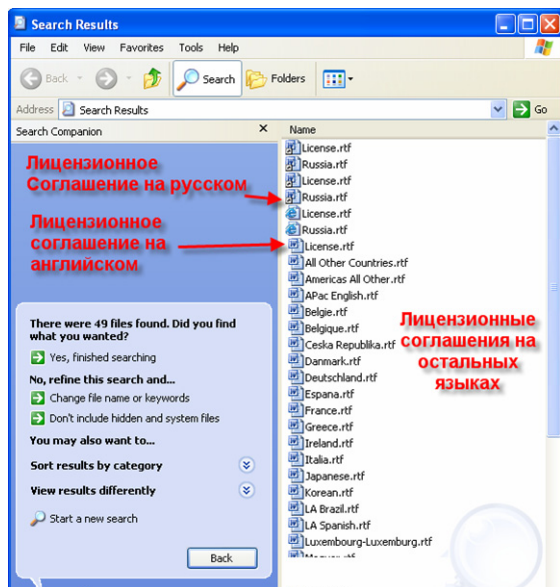 Search Results
File Edit View Favorites Tools Help
Back Search Folders
Address Search Results Go
Search Companion
Name
Лицензионное
Соглашение на русском
Лицензионное
соглашение на
английском
There were 49 files found. Did you find
what you wanted?
Yes, finished searching
No, refine this search and...
Change file name or keywords
Don't include hidden and system files
You may also want to...
Sort results by category
View results differently
Start a new search
Back
License.rtf
Russia.rtf
License.rtf
Russia.rtf
License.rtf
Russia.rtf
License.rtf
All Other Countries.rtf
Americas All Other.rtf
APac English.rtf
Belgie.rtf
Belgique.rtf
Ceska Republika.rtf
Danmark.rtf
Deutschland.rtf
Espana.rtf
France.rtf
Greece.rtf
Ireland.rtf
Italia.rtf
Japanese.rtf
Korean.rtf
LA Brazil.rtf
LA Spanish.rtf
Luxembourg-Luxemburg.rtf
Лицензионные
соглашения на
остальных
языках